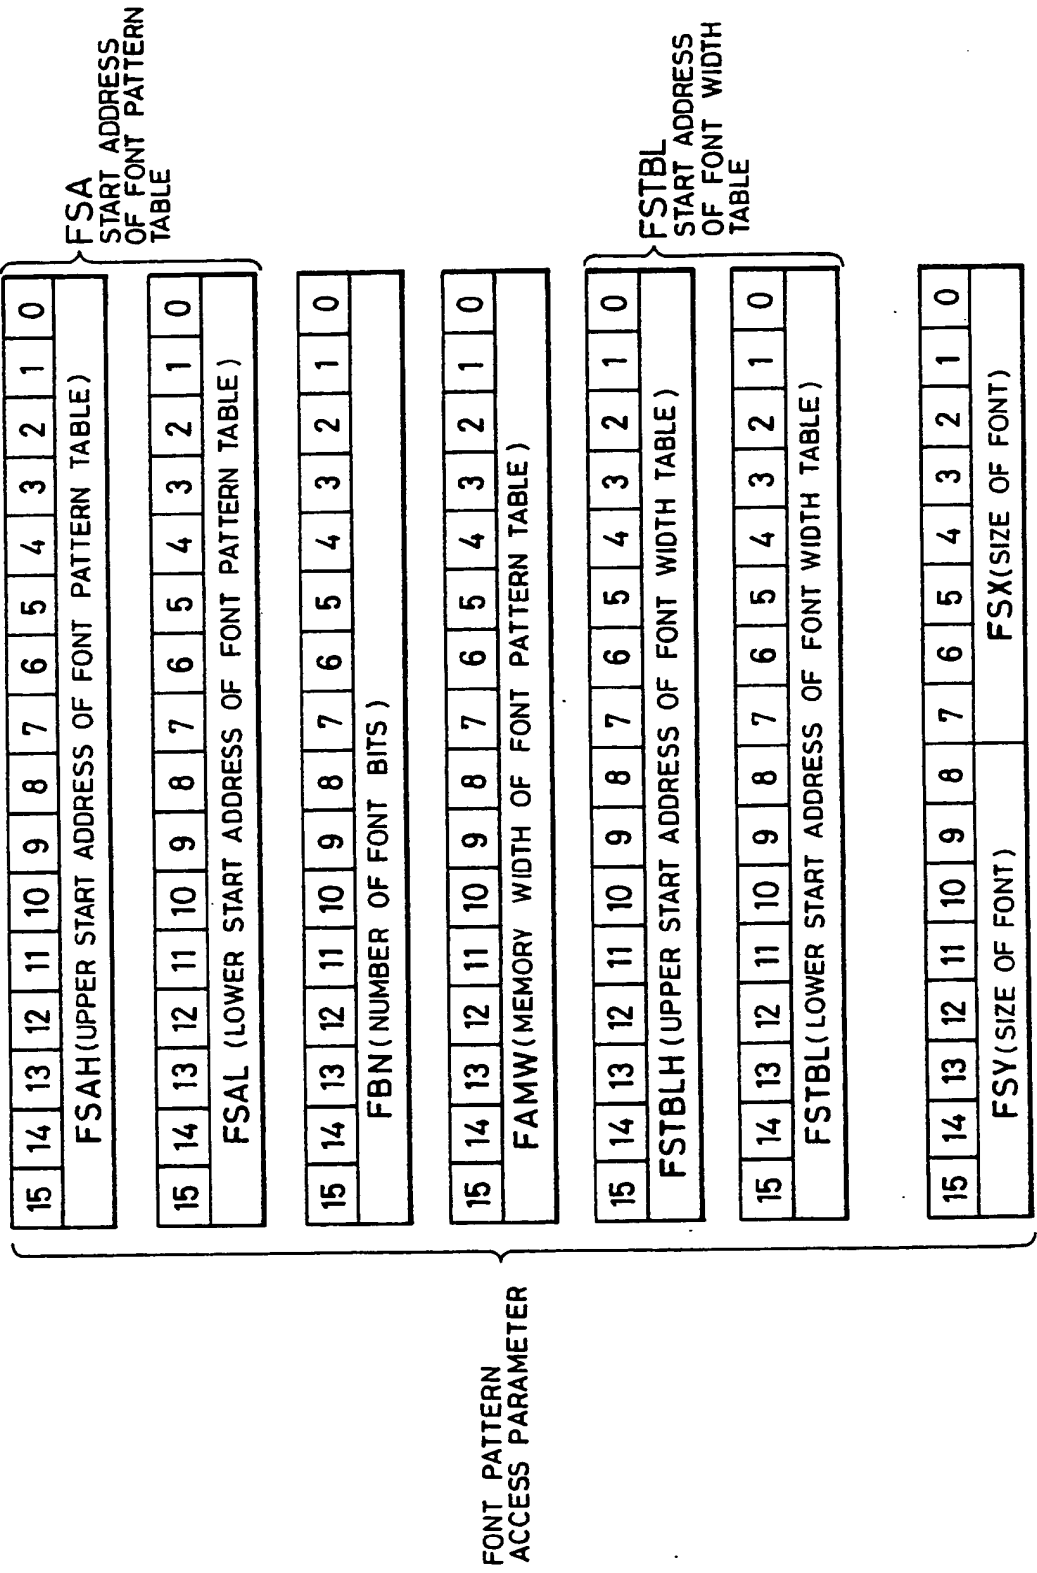 FONT PATTERN
ACCESS PARAMETER
15 14 13 12 11 10 9 8 7 6 5 4 3 2 1 0
FSAH(UPPER START ADDRESS OF FONT PATTERN TABLE)
15 14 13 12 11 10 9 8 7 6 5 4 3 2 1 0
FSAL (LOWER START ADDRESS OF FONT PATTERN TABLE)
FSA
START ADDRESS
OF FONT PATTERN
TABLE
15 14 13 12 11 10 9 8 7 6 5 4 3 2 1 0
FBN(NUMBER OF FONT BITS)
15 14 13 12 11 10 9 8 7 6 5 4 3 2 1 0
FAMW(MEMORY WIDTH OF FONT PATTERN TABLE)
15 14 13 12 11 10 9 8 7 6 5 4 3 2 1 0
FSTBLH(UPPER START ADDRESS OF FONT WIDTH TABLE)
15 14 13 12 11 10 9 8 7 6 5 4 3 2 1 0
FSTBL(LOWER START ADDRESS OF FONT WIDTH TABLE)
FSTBL
START ADDRESS
OF FONT WIDTH
TABLE
15 14 13 12 11 10 9 8 7 6 5 4 3 2 1 0
FSY(SIZE OF FONT) FSX(SIZE OF FONT)